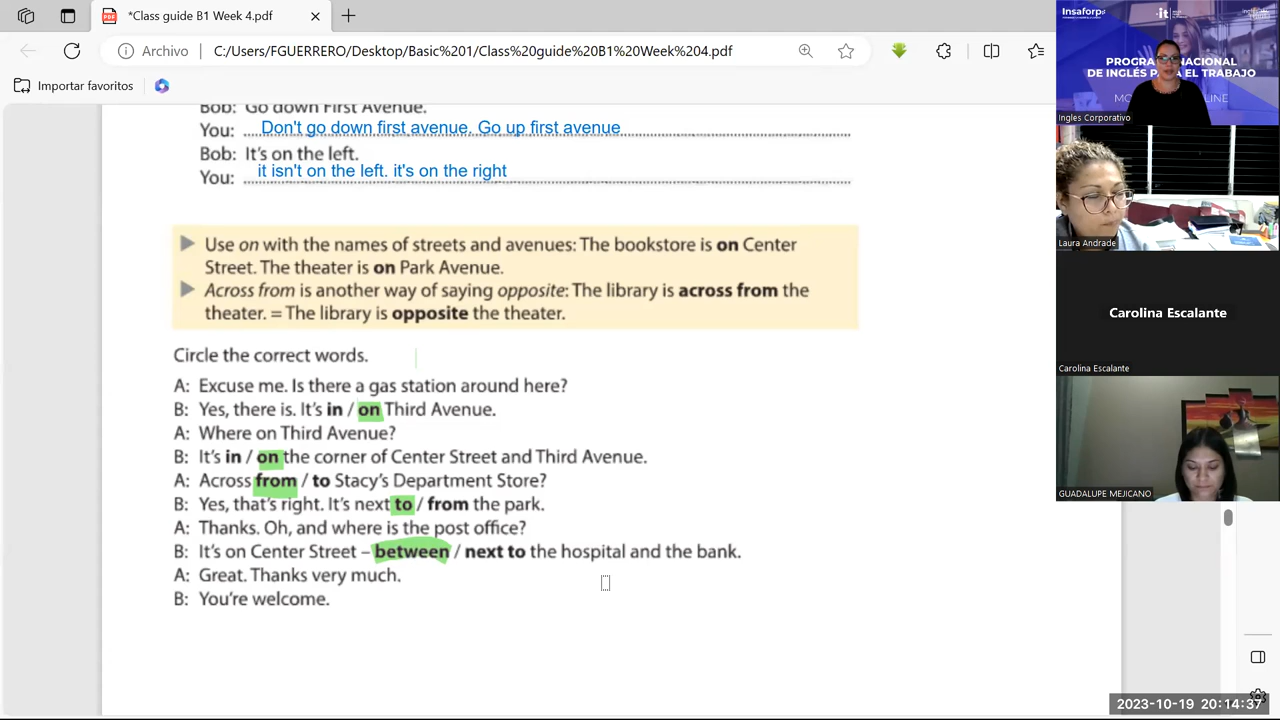 *Class guide B1 Week 4.pdf
Archivo
C:/Users/FGUERRERO/Desktop/Basic%201/Class%20guide%20B1%20Week%204.pdf
Importar favoritos
Bob: Go down First Avenue.
You: Don't go down first avenue. Go up first avenue
Bob: It's on the left.
You: it isn't on the left. it's on the right
Use on with the names of streets and avenues: The bookstore is on Center
Street. The theater is on Park Avenue.
Across from is another way of saying opposite: The library is across from the
theater. = The library is opposite the theater.
Circle the correct words.
A: Excuse me. Is there a gas station around here?
B: Yes, there is. It's in / on Third Avenue.
A: Where on Third Avenue?
B: It's in / on the corner of Center Street and Third Avenue.
A: Across from / to Stacy's Department Store?
B: Yes, that's right. It's next to / from the park.
A: Thanks. Oh, and where is the post office?
B: It's on Center Street – between / next to the hospital and the bank.
A: Great. Thanks very much.
B: You're welcome.
Insaforp
it
DE INGLÉS EL TRABAJO
Ingles Corporativo
Laura Andrade
Carolina Escalante
Carolina Escalante
GUADALUPE MEJICANO
2023-10-19 20:14:37